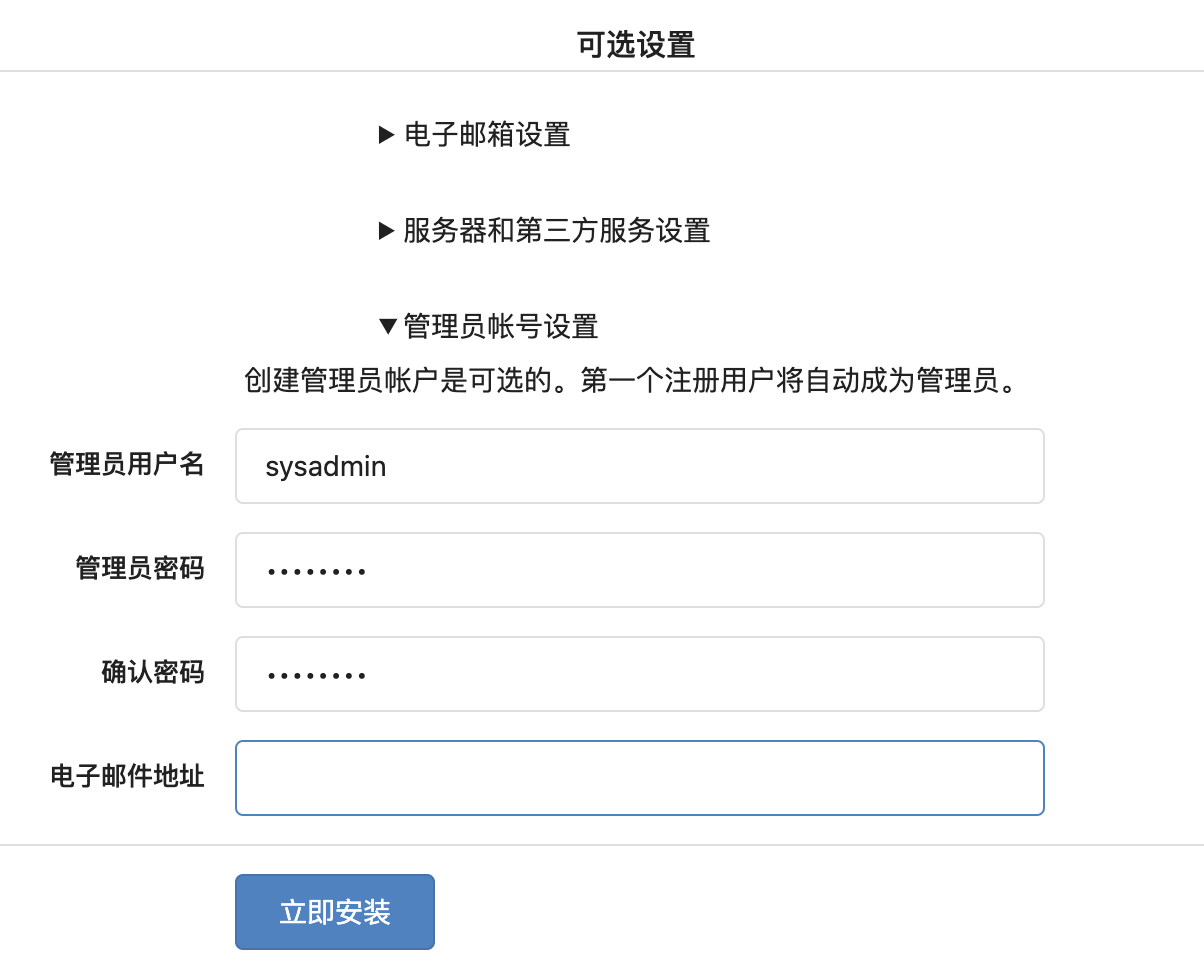 可选设置
电子邮箱设置
服务器和第三方服务设置
管理员帐号设置
创建管理员帐户是可选的。第一个注册用户将自动成为管理员。
管理员用户名
sysadmin
管理员密码
••••••••
确认密码
••••••••
电子邮件地址
立即安装